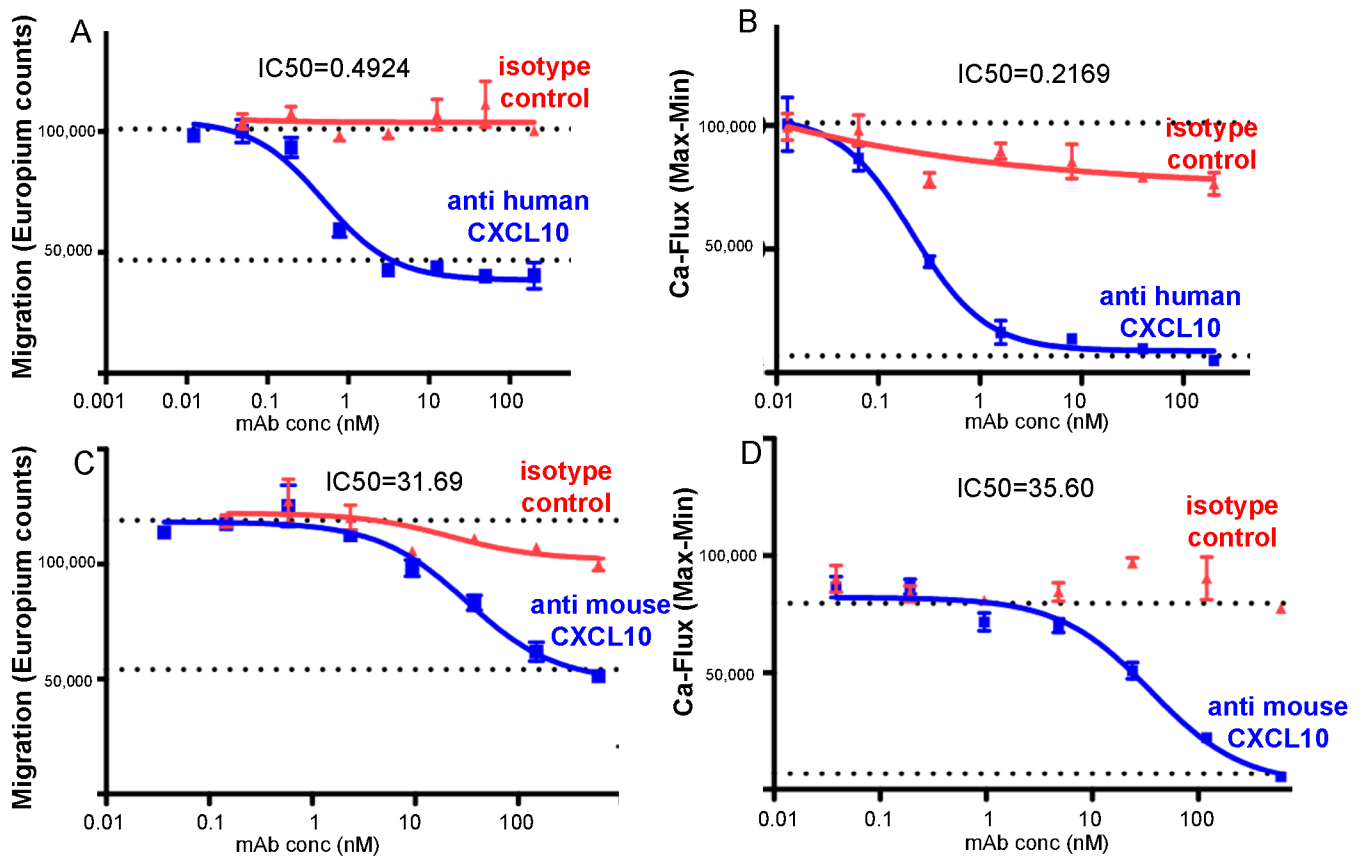 A
IC50=0.4924
isotype
control
anti human
CXCL10
Migration (Europium counts)
100,000
50,000
0
0.001 0.01 0.1 1 10 100
mAb conc (nM)
B
IC50=0.2169
isotype
control
anti human
CXCL10
Ca-Flux (Max-Min)
100,000
50,000
0
0.01 0.1 1 10 100
mAb conc (nM)
C
IC50=31.69
isotype
control
anti mouse
CXCL10
Migration (Europium counts)
100,000
50,000
0
0.01 0.1 1 10 100
mAb conc (nM)
D
IC50=35.60
isotype
control
anti mouse
CXCL10
Ca-Flux (Max-Min)
100,000
50,000
0
0.01 0.1 1 10 100
mAb conc (nM)